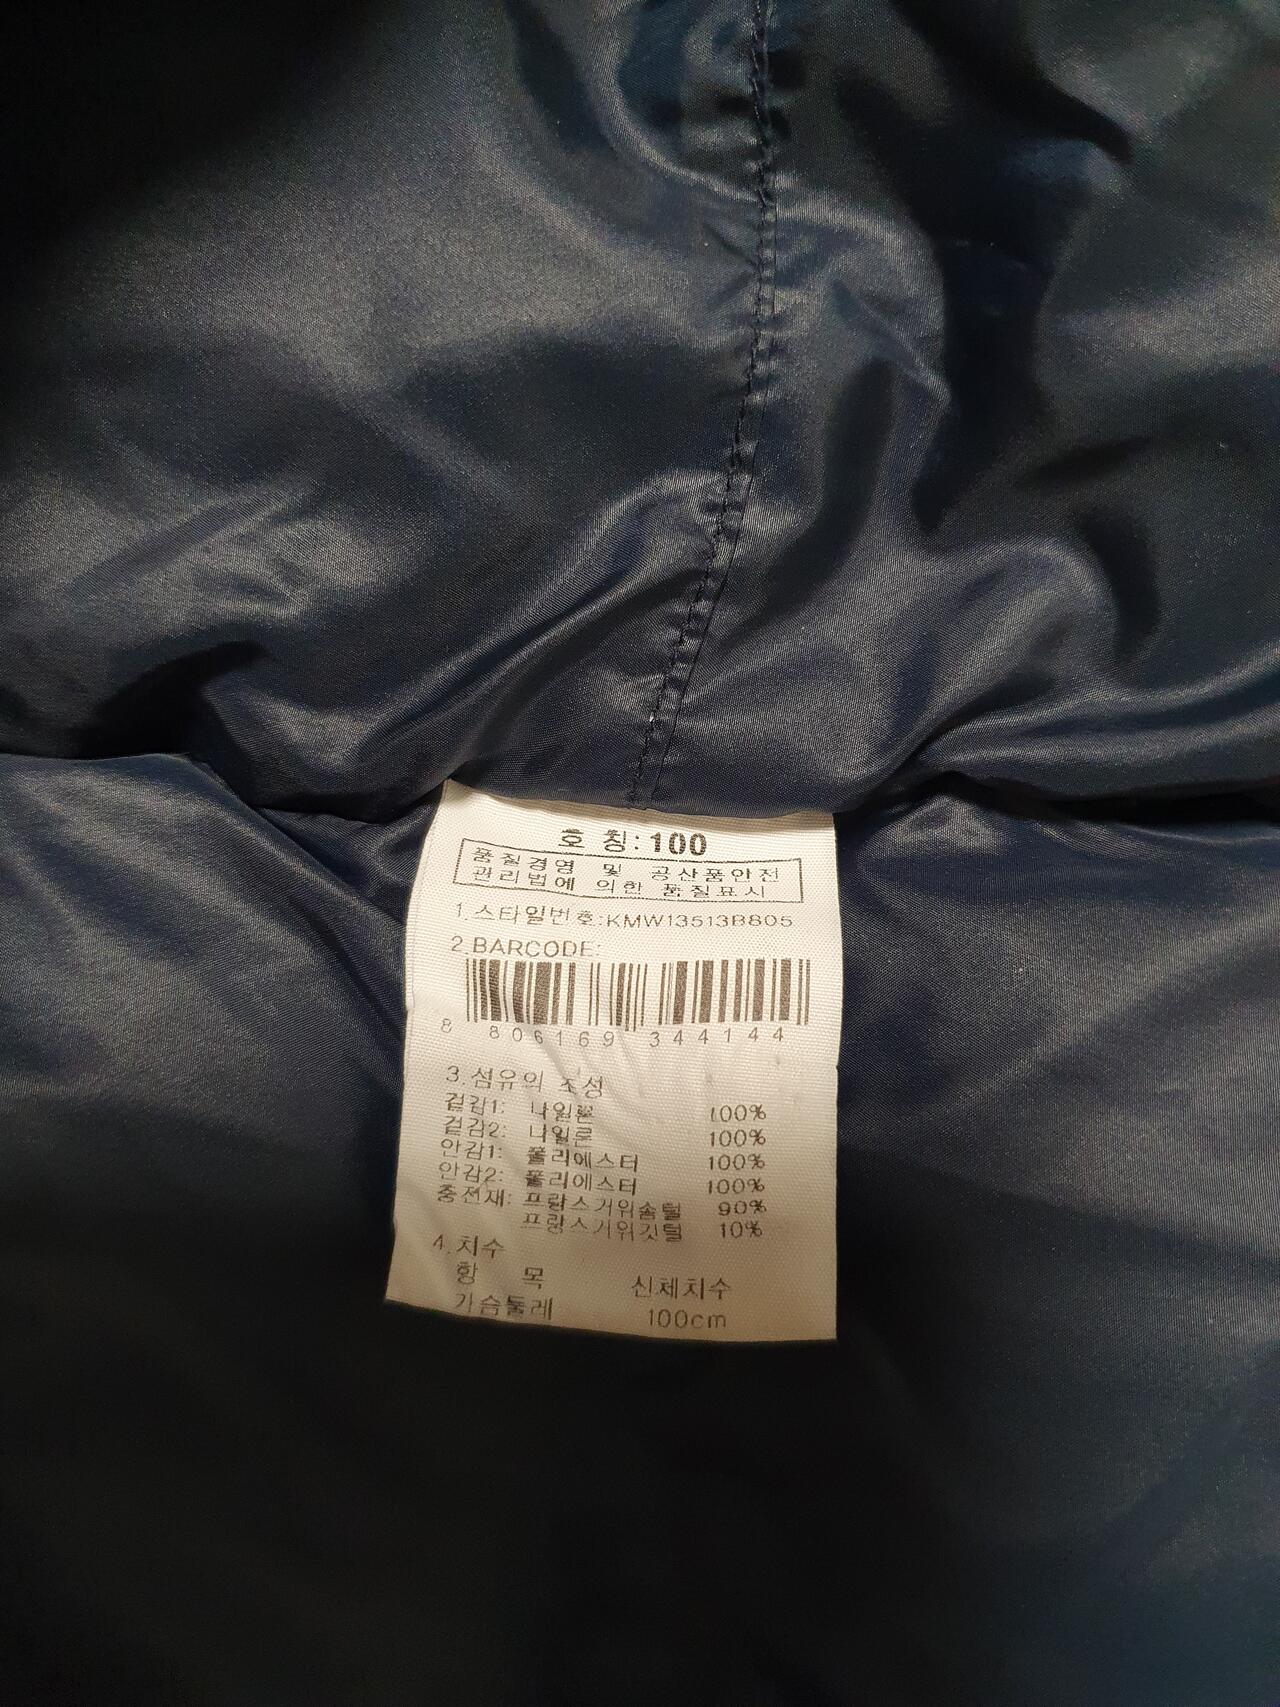 호 칭:100
품질경영 및 공산품안전
관리법에 의한 품질표시
1.스타일번호:KMW13513B805
2.BARCODE:
8 806169 344144
3.섬유의 조성
겉감1: 나일론 100%
겉감2: 나일론 100%
안감1: 폴리에스터 100%
안감2: 폴리에스터 100%
충전재: 프랑스거위솜털 90%
프랑스거위깃털 10%
4.치수
항 목 신체치수
가슴둘레 100cm